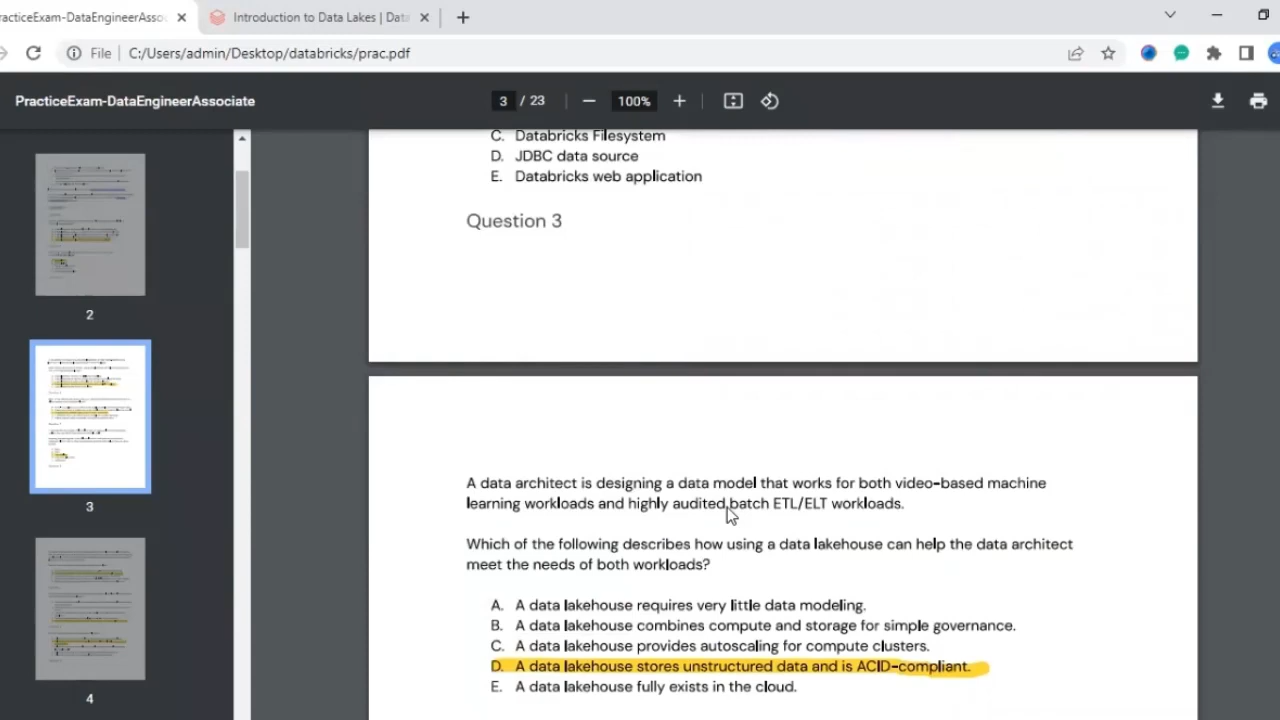 racticeExam-DataEngineerAsso
Introduction to Data Lakes | Data
File
C:/Users/admin/Desktop/databricks/prac.pdf
PracticeExam-DataEngineerAssociate
3 / 23
100%
C. Databricks Filesystem
D. JDBC data source
E. Databricks web application
Question 3
2
3
4
A data architect is designing a data model that works for both video-based machine
learning workloads and highly audited batch ETL/ELT workloads.
Which of the following describes how using a data lakehouse can help the data architect
meet the needs of both workloads?
A. A data lakehouse requires very little data modeling.
B. A data lakehouse combines compute and storage for simple governance.
C. A data lakehouse provides autoscaling for compute clusters.
D. A data lakehouse stores unstructured data and is ACID-compliant.
E. A data lakehouse fully exists in the cloud.